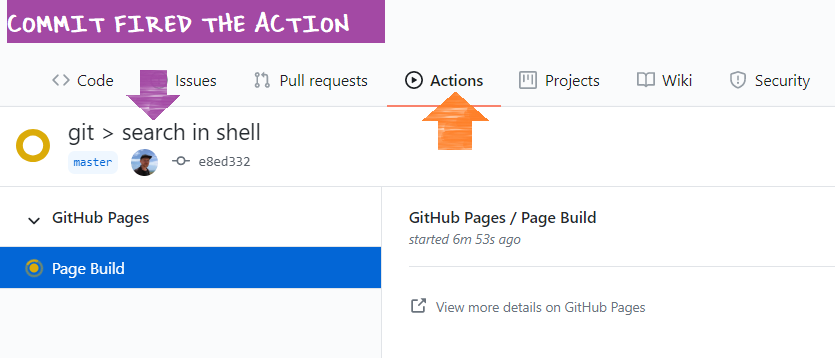 COMMIT FIRED THE ACTION
Code Issues Pull requests Actions Projects Wiki Security
git > search in shell
master e8ed332
GitHub Pages
GitHub Pages / Page Build
started 6m 53s ago
Page Build
View more details on GitHub Pages